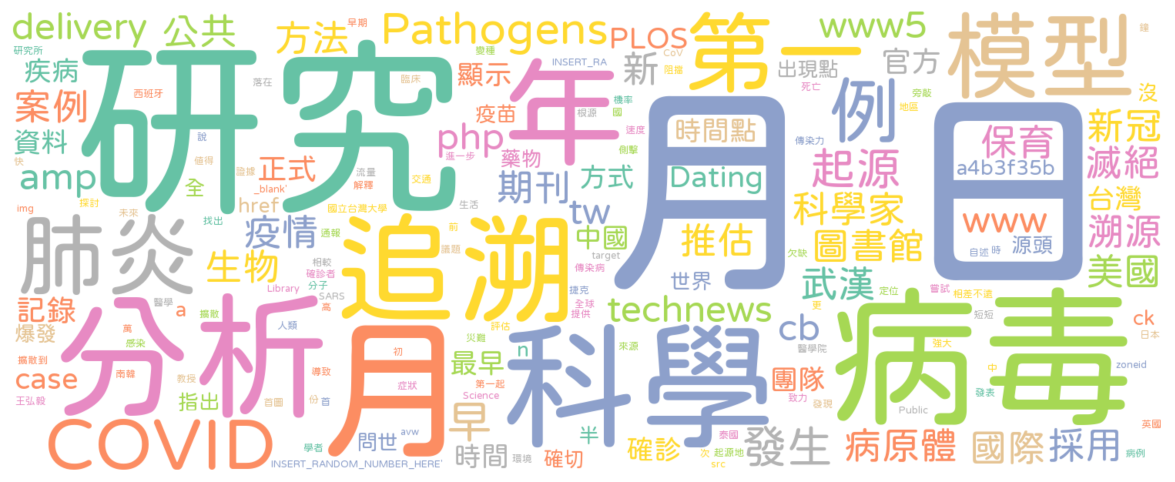 delivery 公共 方法 Pathogens PLOS 第一 www5 模型
研究所 早期 變種 CoV 阻撓 新 出現點 官方 鐘
疾病 研究 西班牙 落在 臨床 顯示 INSERT_RA 死亡 旁敲 沒
案例 疫苗 機率 根源 國 年 月 日 例 地區 新冠
資料 說 php 速度 側擊 時間點 傳染力 保育
快 值得 正式 證據 流量 進一步 藥物 起源 a4b3f35b 滅絕
amp 全 _blank` 解釋 交通 期刊 方式 Dating
img 探討 未來 href 找出 國立台灣大學 生活 tw 科學家 www 台灣
肺炎 疫情 通報 前 議題 中國 推估 圖書館 自班 時 源頭 溯源
生物 相較 確診者 追溯 target 傳染病 欠缺
醫學 Library 分子 SARS 高 捷克 世界 武漢 定位 嘗試 相差不遠 美國
記錄 a 擴散 全球 提供 technews 更 短短
爆發 萬 人類 災難 評估 cb 病毒 ck
擴散到 感染 分析 月 初 最早 n 科學 來源 醫學院 強大 日本
case 南韓 教授 導致 症狀 第一起 團隊 中 zoneid
王弘毅 指出 百圖 份 首 Science 致力 發現 Public 發表
COVID 學者 問世 avw 早 半 確診 泰國 發生 病原體 國際 採用 英國
INSERT_RANDOM_NUMBER_HERE` 環境 時間 確切 次 起源地 src 病例